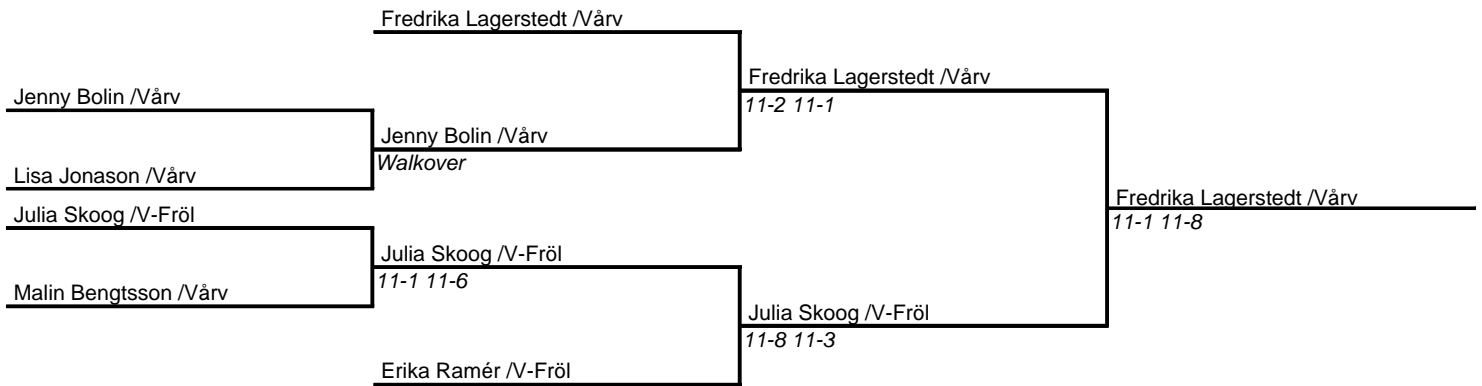 Fredrika Lagerstedt /Vårv
Fredrika Lagerstedt /Vårv
11-2 11-1
Jenny Bolin /Vårv
Jenny Bolin /Vårv
Walkover
Lisa Jonason /Vårv
Fredrika Lagerstedt /Vårv
11-1 11-8
Julia Skoog /V-Fröl
Julia Skoog /V-Fröl
11-1 11-6
Malin Bengtsson /Vårv
Julia Skoog /V-Fröl
11-8 11-3
Erika Ramér /V-Fröl